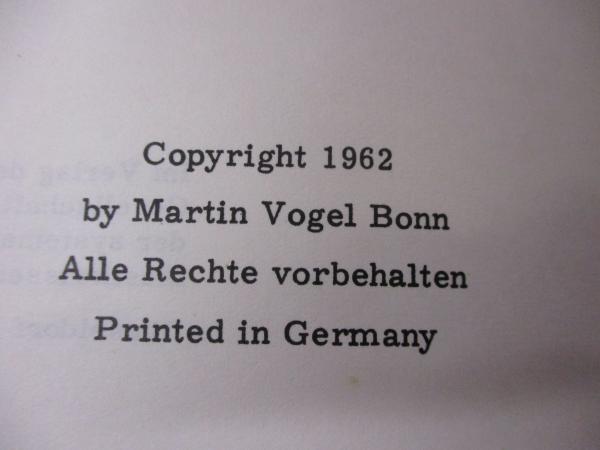 Copyright 1962
by Martin Vogel Bonn
Alle Rechte vorbehalten
Printed in Germany